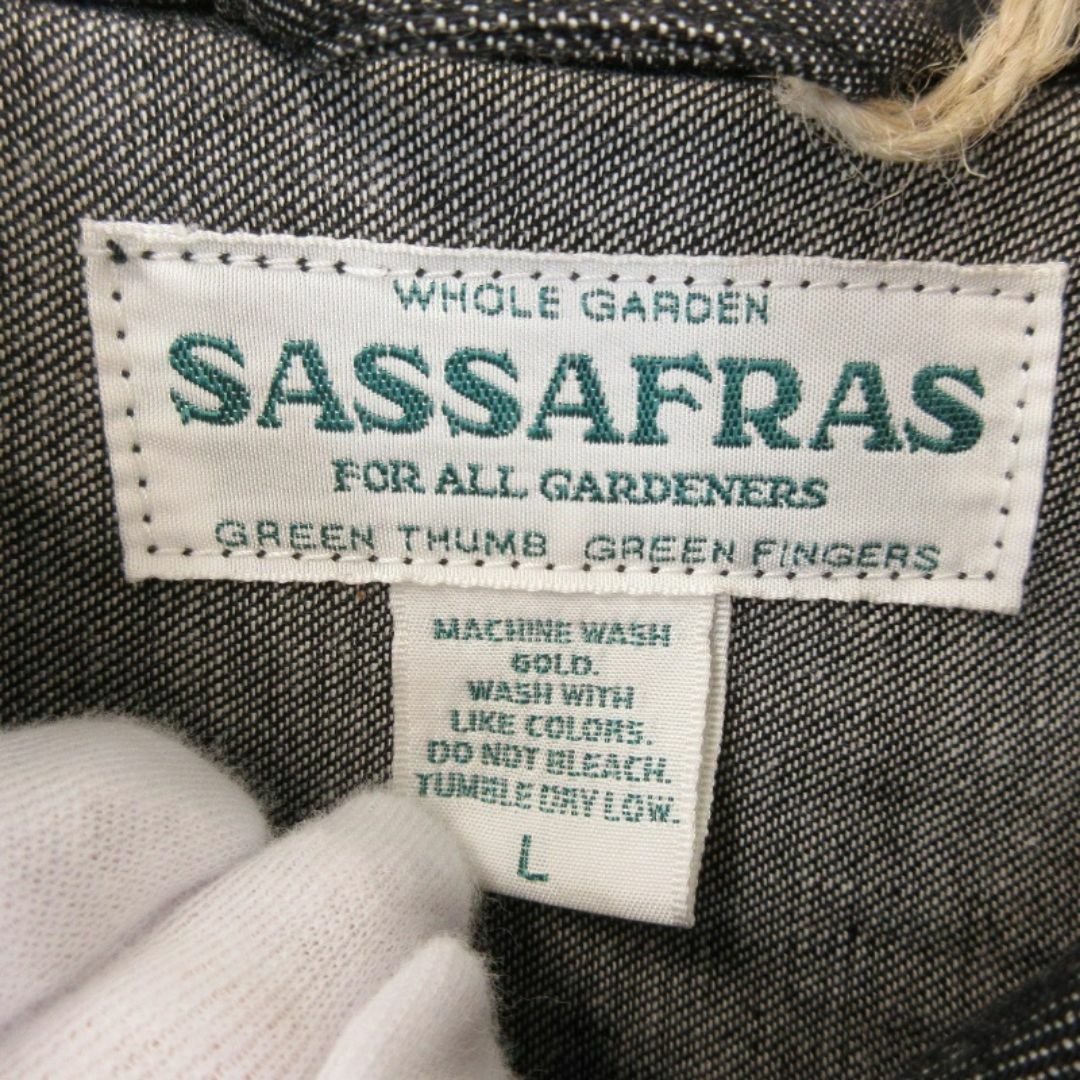 WHOLE GARDEN
SASSAFRAS
FOR ALL GARDENERS
GREEN THUMB GREEN FINGERS
MACHINE WASH
COLD.
WASH WITH
LIKE COLORS.
DO NOT BLEACH.
TUMBLE DRY LOW.
L